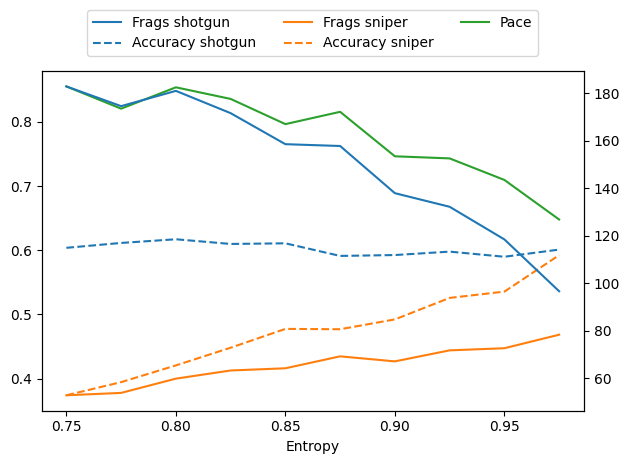 Frags shotgun
Accuracy shotgun
Frags sniper
Accuracy sniper
Pace
0.8
0.7
0.6
0.5
0.4
180
160
140
120
100
80
60
0.75 0.80 0.85 0.90 0.95
Entropy